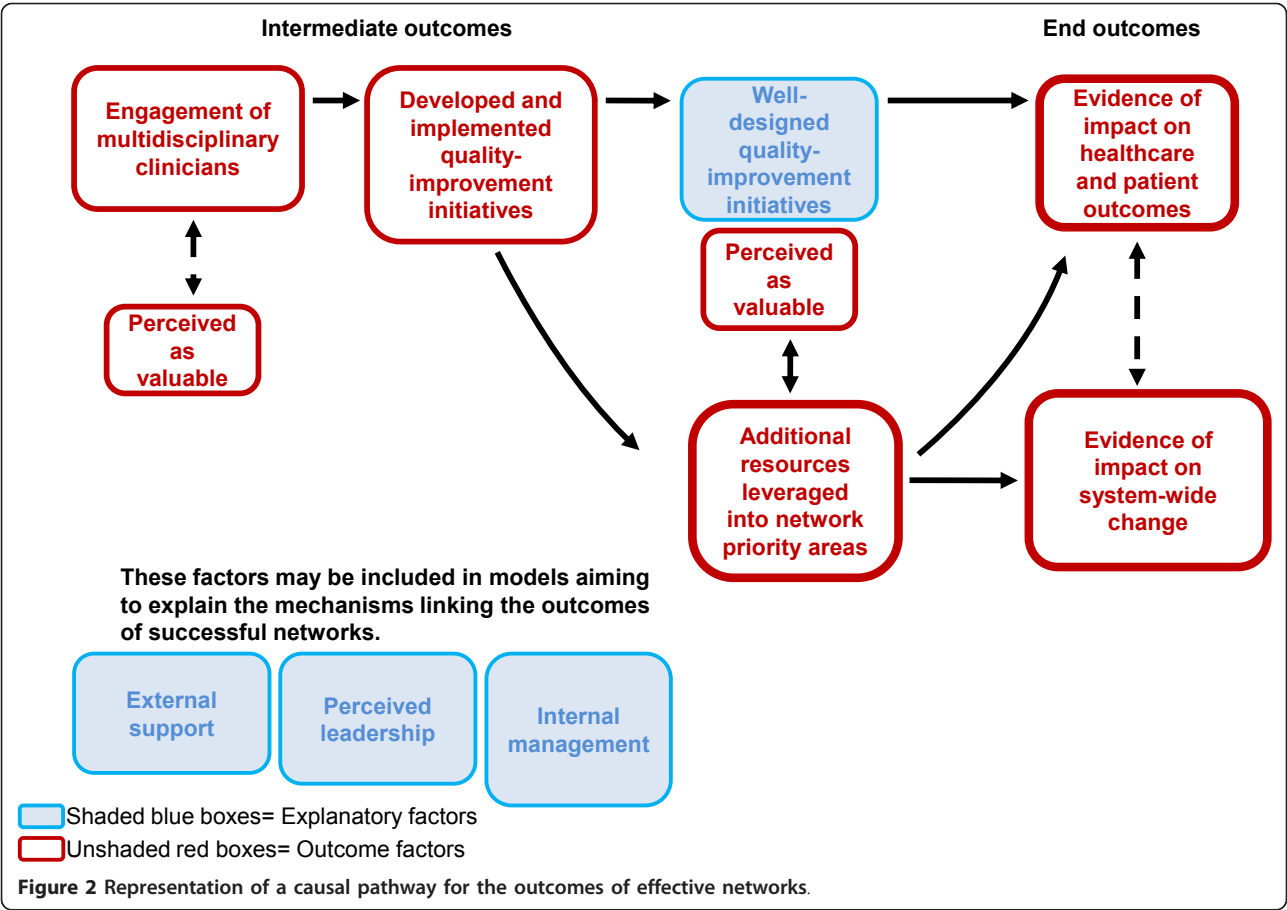 Intermediate outcomes
End outcomes
Engagement of
multidisciplinary
clinicians
Developed and
implemented
quality-
improvement
initiatives
Well-
designed
quality-
improvement
initiatives
Evidence of
impact on
healthcare
and patient
outcomes
Perceived
as
valuable
Perceived
as
valuable
Additional
resources
leveraged
into network
priority areas
Evidence of
impact on
system-wide
change
These factors may be included in models aiming
to explain the mechanisms linking the outcomes
of successful networks.
External
support
Perceived
leadership
Internal
management
Shaded blue boxes= Explanatory factors
Unshaded red boxes= Outcome factors
Figure 2 Representation of a causal pathway for the outcomes of effective networks.